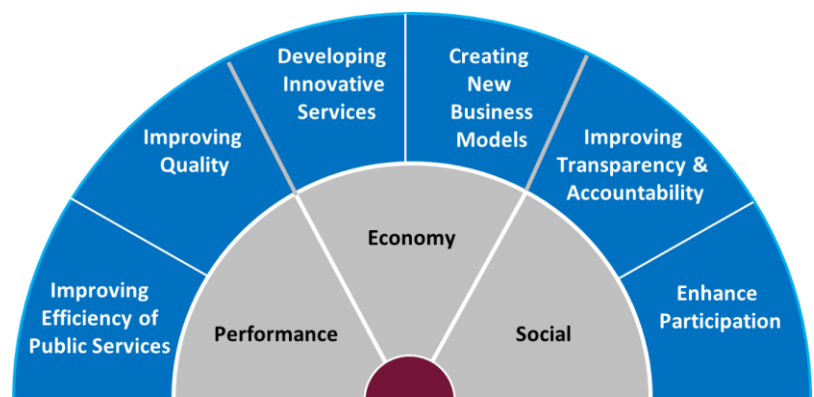 Developing
Innovative
Services
Creating
New
Business
Models
Improving
Quality
Improving
Transparency &
Accountability
Economy
Improving
Efficiency of
Public Services
Performance
Social
Enhance
Participation